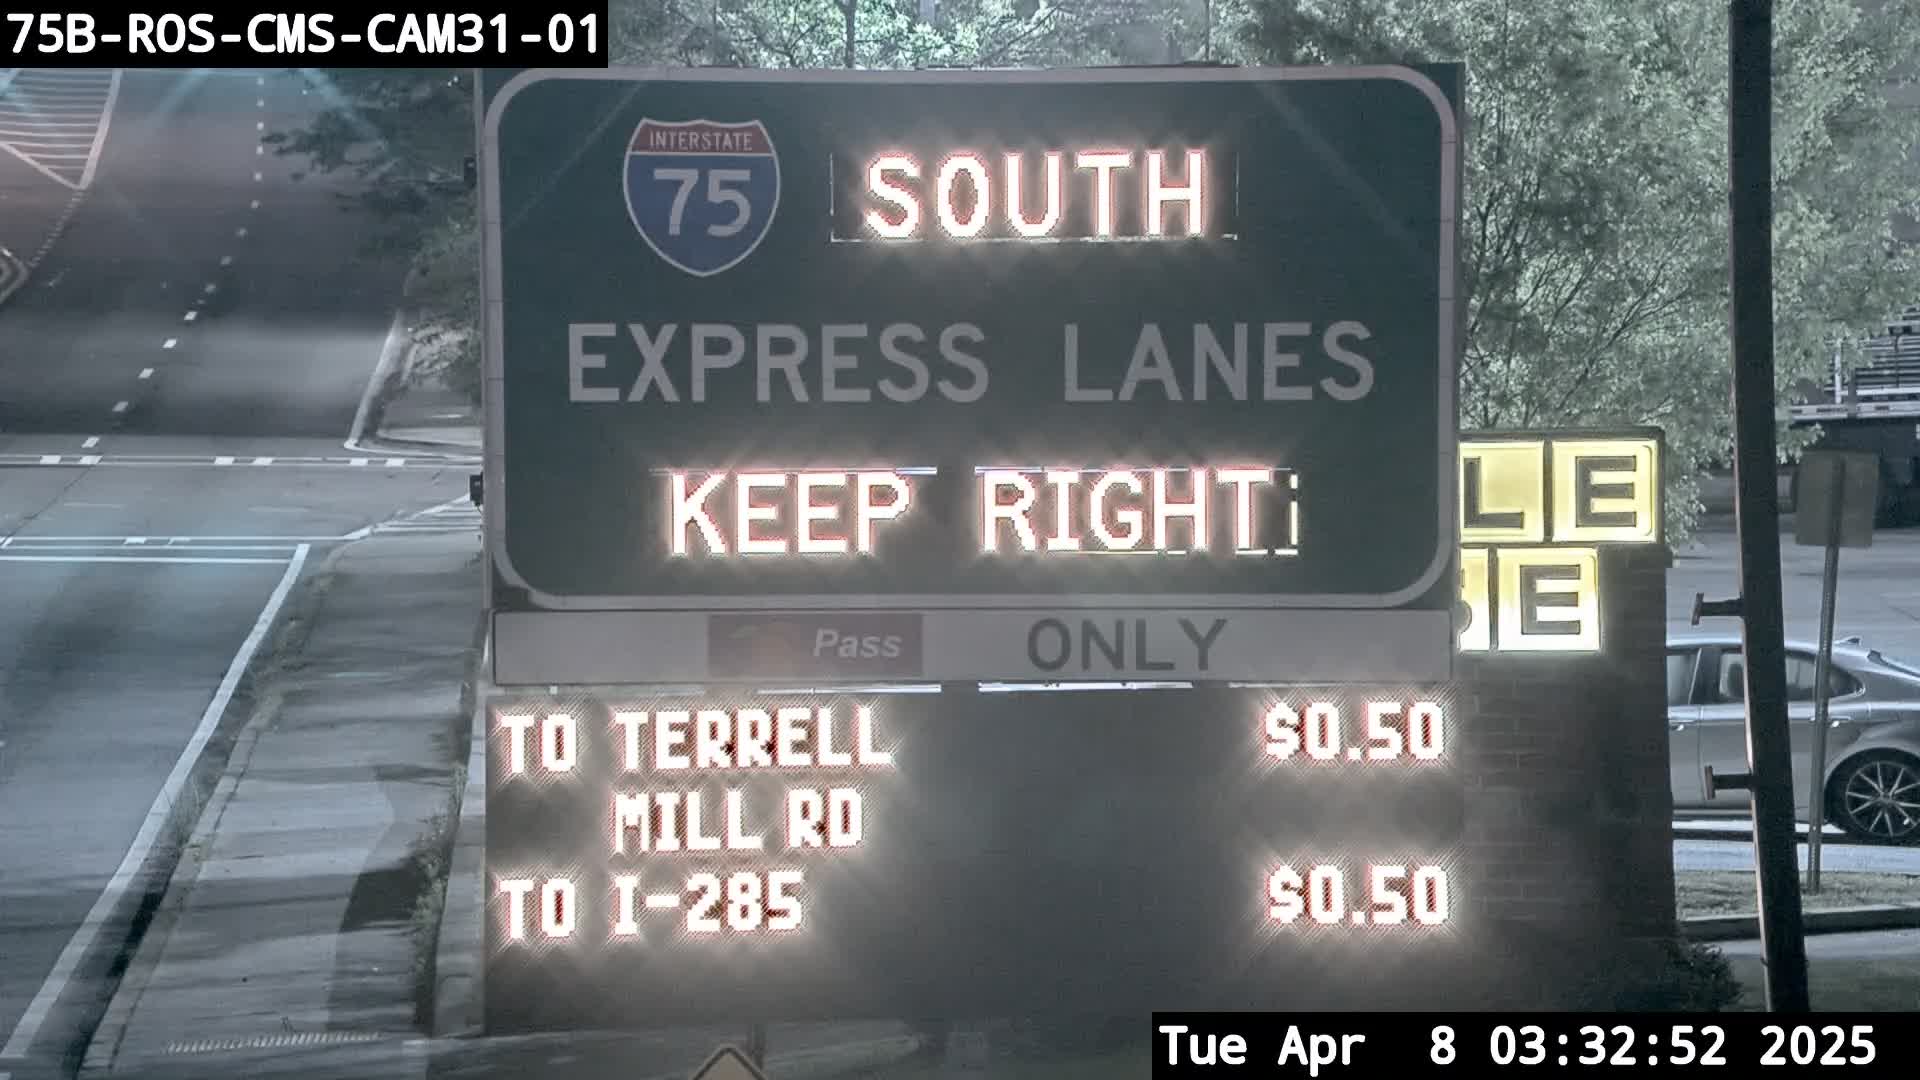 75B-ROS-CMS-CAM31-01
INTERSTATE
75
SOUTH
EXPRESS LANES
KEEP RIGHT
Pass ONLY
TO TERRELL $0.50
MILL RD
TO I-285 $0.50
LE
E
Tue Apr 8 03:32:52 2025